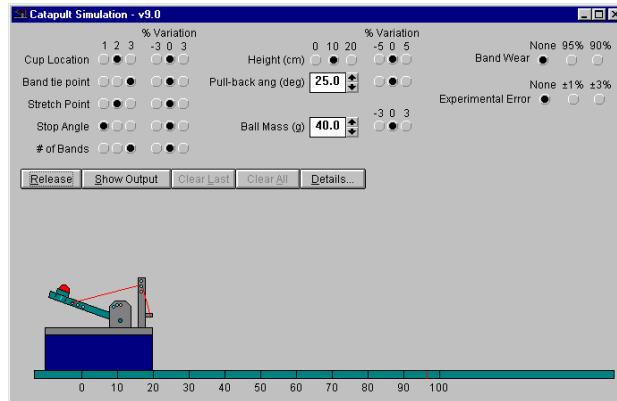 Catapult Simulation - v9.0
% Variation
1 2 3 -3 0 3
Cup Location
Band tie point
Stretch Point
Stop Angle
# of Bands
% Variation
0 10 20 -5 0 5
Height (cm)
Pull-back ang (deg) 25.0
-3 0 3
Ball Mass (g) 40.0
None 95% 90%
Band Wear
None ±1% ±3%
Experimental Error
Release Show Output Clear Last Clear All Details...
0 10 20 30 40 50 60 70 80 90 100